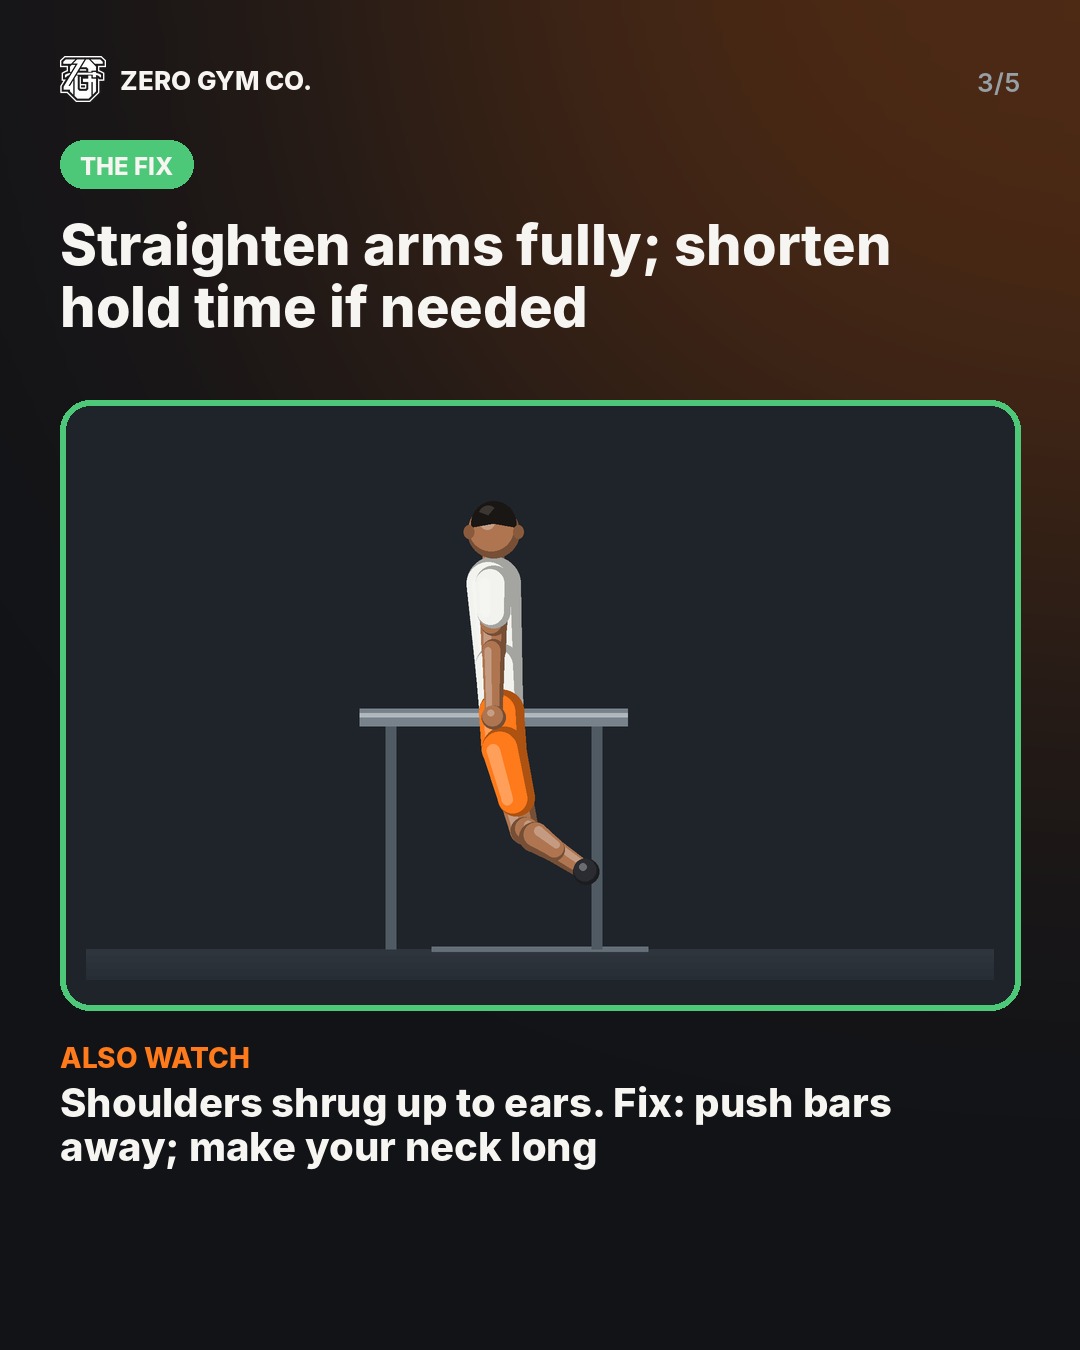 ZERO GYM CO.
3/5
THE FIX
Straighten arms fully; shorten
hold time if needed
ALSO WATCH
Shoulders shrug up to ears. Fix: push bars
away; make your neck long